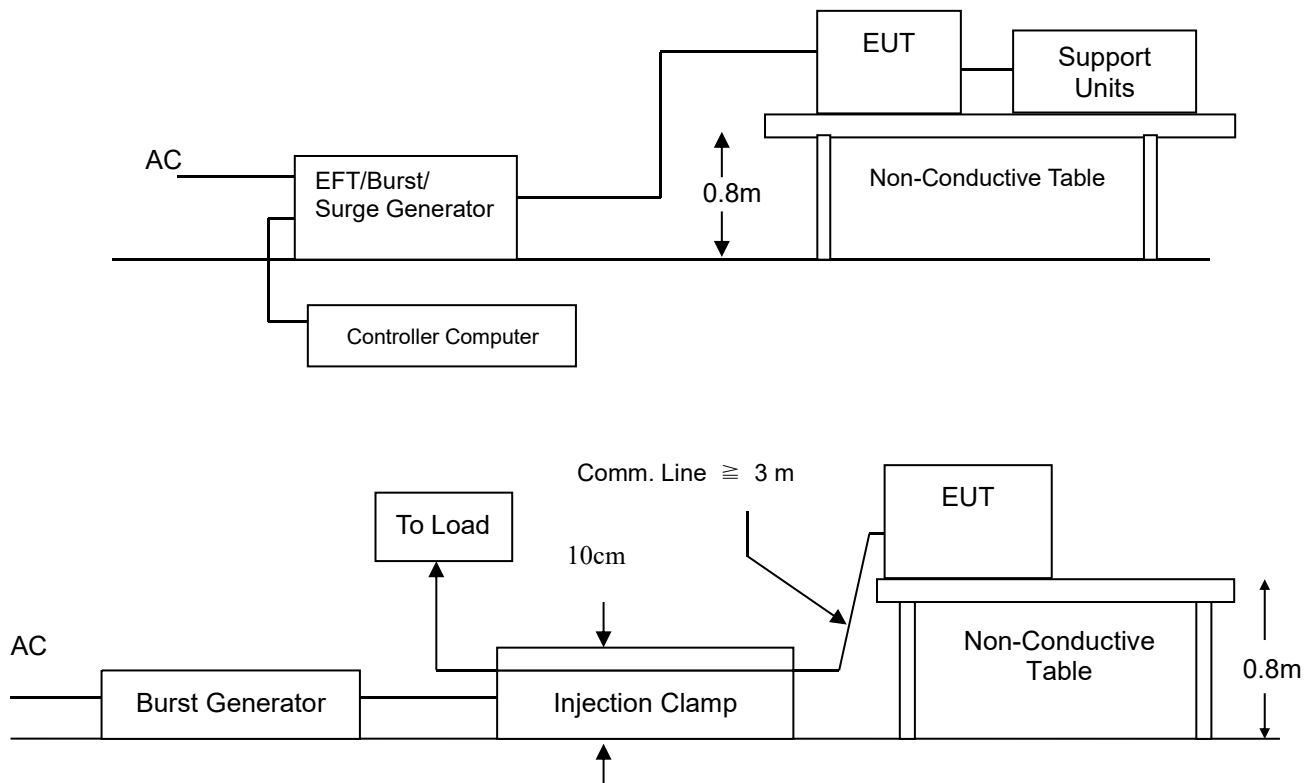 EUT
Support
Units
AC
EFT/Burst/
Surge Generator
0.8m
Non-Conductive Table
Controller Computer
Comm. Line ≧ 3 m
EUT
To Load
10cm
AC
Non-Conductive
Table
0.8m
Burst Generator
Injection Clamp